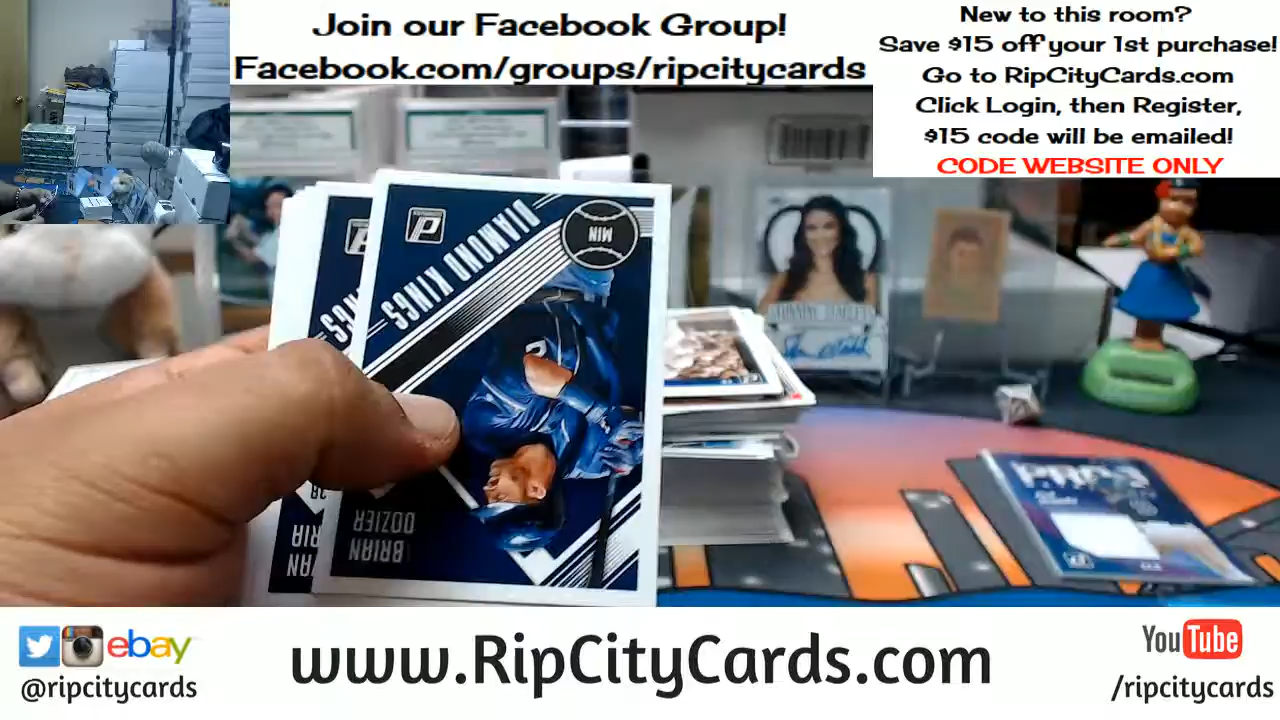 Join our Facebook Group!
Facebook.com/groups/ripcitycards
New to this room?
Save $15 off your 1st purchase!
Go to RipCityCards.com
Click Login, then Register,
$15 code will be emailed!
CODE WEBSITE ONLY
DIAMOND KINGS
MIN
BRIAN
DOZIER
ebay
@ripcitycards
www.RipCityCards.com
YouTube
/ripcitycards